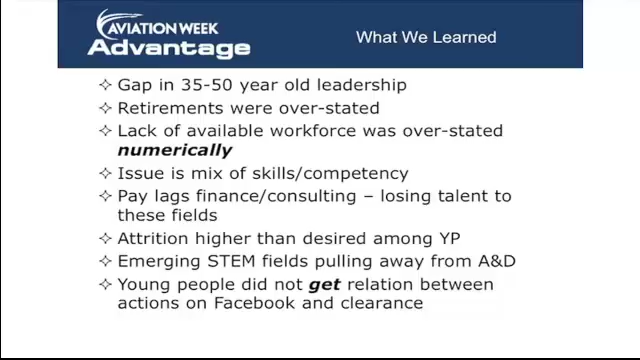 AVIATION WEEK
Advantage
What We Learned
✧ Gap in 35-50 year old leadership
✧ Retirements were over-stated
✧ Lack of available workforce was over-stated
numerically
✧ Issue is mix of skills/competency
✧ Pay lags finance/consulting – losing talent to
these fields
✧ Attrition higher than desired among YP
✧ Emerging STEM fields pulling away from A&D
✧ Young people did not get relation between
actions on Facebook and clearance